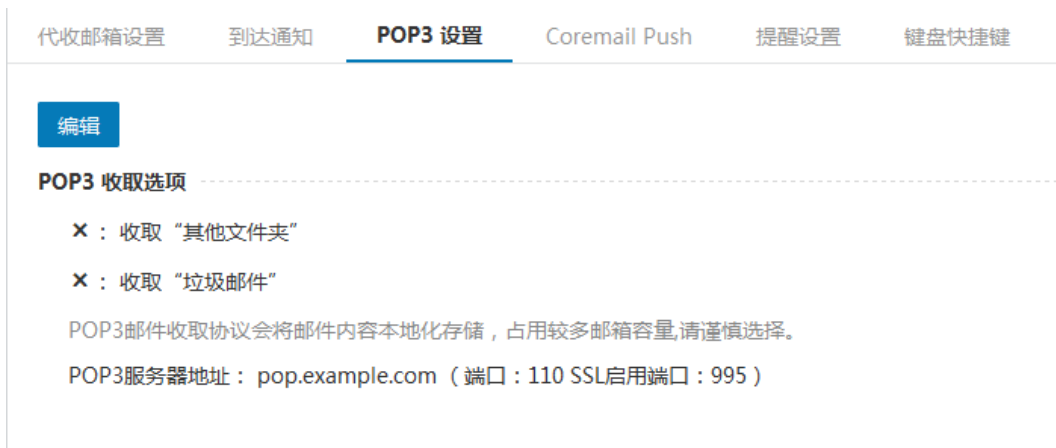 代收邮箱设置 到达通知 POP3 设置 Coremail Push 提醒设置 键盘快捷键
编辑
POP3 收取选项
×：收取“其他文件夹”
×：收取“垃圾邮件”
POP3邮件收取协议会将邮件内容本地化存储，占用较多邮箱容量,请谨慎选择。
POP3服务器地址：pop.example.com（端口：110 SSL启用端口：995）